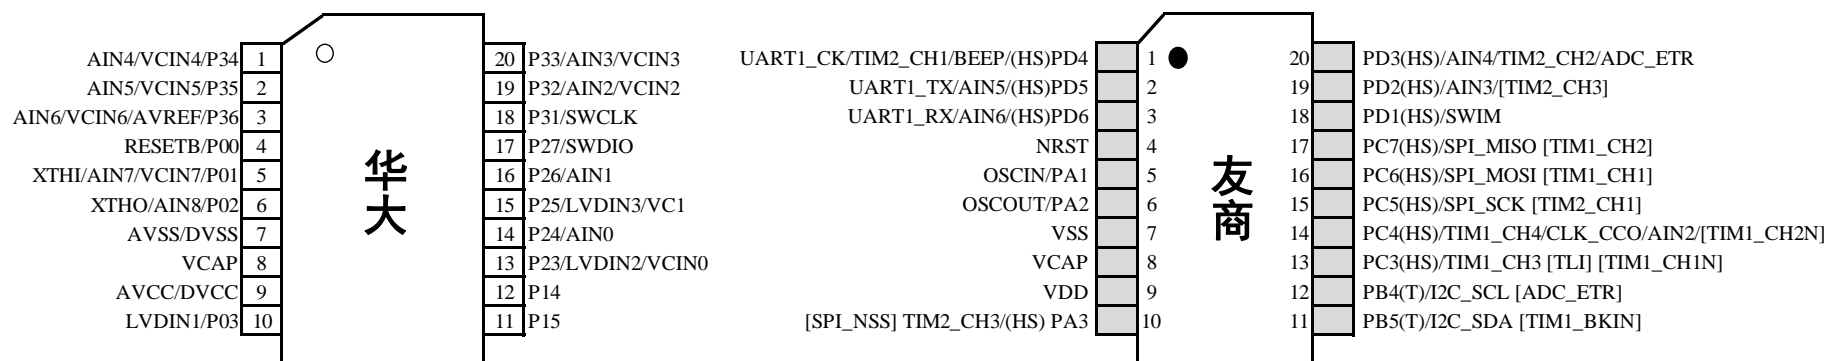 AIN4/VCIN4/P34 1 20 P33/AIN3/VCIN3
AIN5/VCIN5/P35 2 19 P32/AIN2/VCIN2
AIN6/VCIN6/AVREF/P36 3 18 P31/SWCLK
RESETB/P00 4 17 P27/SWDIO
XTHI/AIN7/VCIN7/P01 5 16 P26/AIN1
XTHO/AIN8/P02 6 15 P25/LVDIN3/VC1
AVSS/DVSS 7 14 P24/AIN0
VCAP 8 13 P23/LVDIN2/VCIN0
AVCC/DVCC 9 12 P14
LVDIN1/P03 10 11 P15
华
大
UART1_CK/TIM2_CH1/BEEP/(HS)PD4 1 20 PD3(HS)/AIN4/TIM2_CH2/ADC_ETR
UART1_TX/AIN5/(HS)PD5 2 19 PD2(HS)/AIN3/[TIM2_CH3]
UART1_RX/AIN6/(HS)PD6 3 18 PD1(HS)/SWIM
NRST 4 17 PC7(HS)/SPI_MISO [TIM1_CH2]
OSCIN/PA1 5 16 PC6(HS)/SPI_MOSI [TIM1_CH1]
OSCOUT/PA2 6 15 PC5(HS)/SPI_SCK [TIM2_CH1]
VSS 7 14 PC4(HS)/TIM1_CH4/CLK_CCO/AIN2/[TIM1_CH2N]
VCAP 8 13 PC3(HS)/TIM1_CH3 [TLI] [TIM1_CH1N]
VDD 9 12 PB4(T)/I2C_SCL [ADC_ETR]
[SPI_NSS] TIM2_CH3/(HS) PA3 10 11 PB5(T)/I2C_SDA [TIM1_BKIN]
友
商